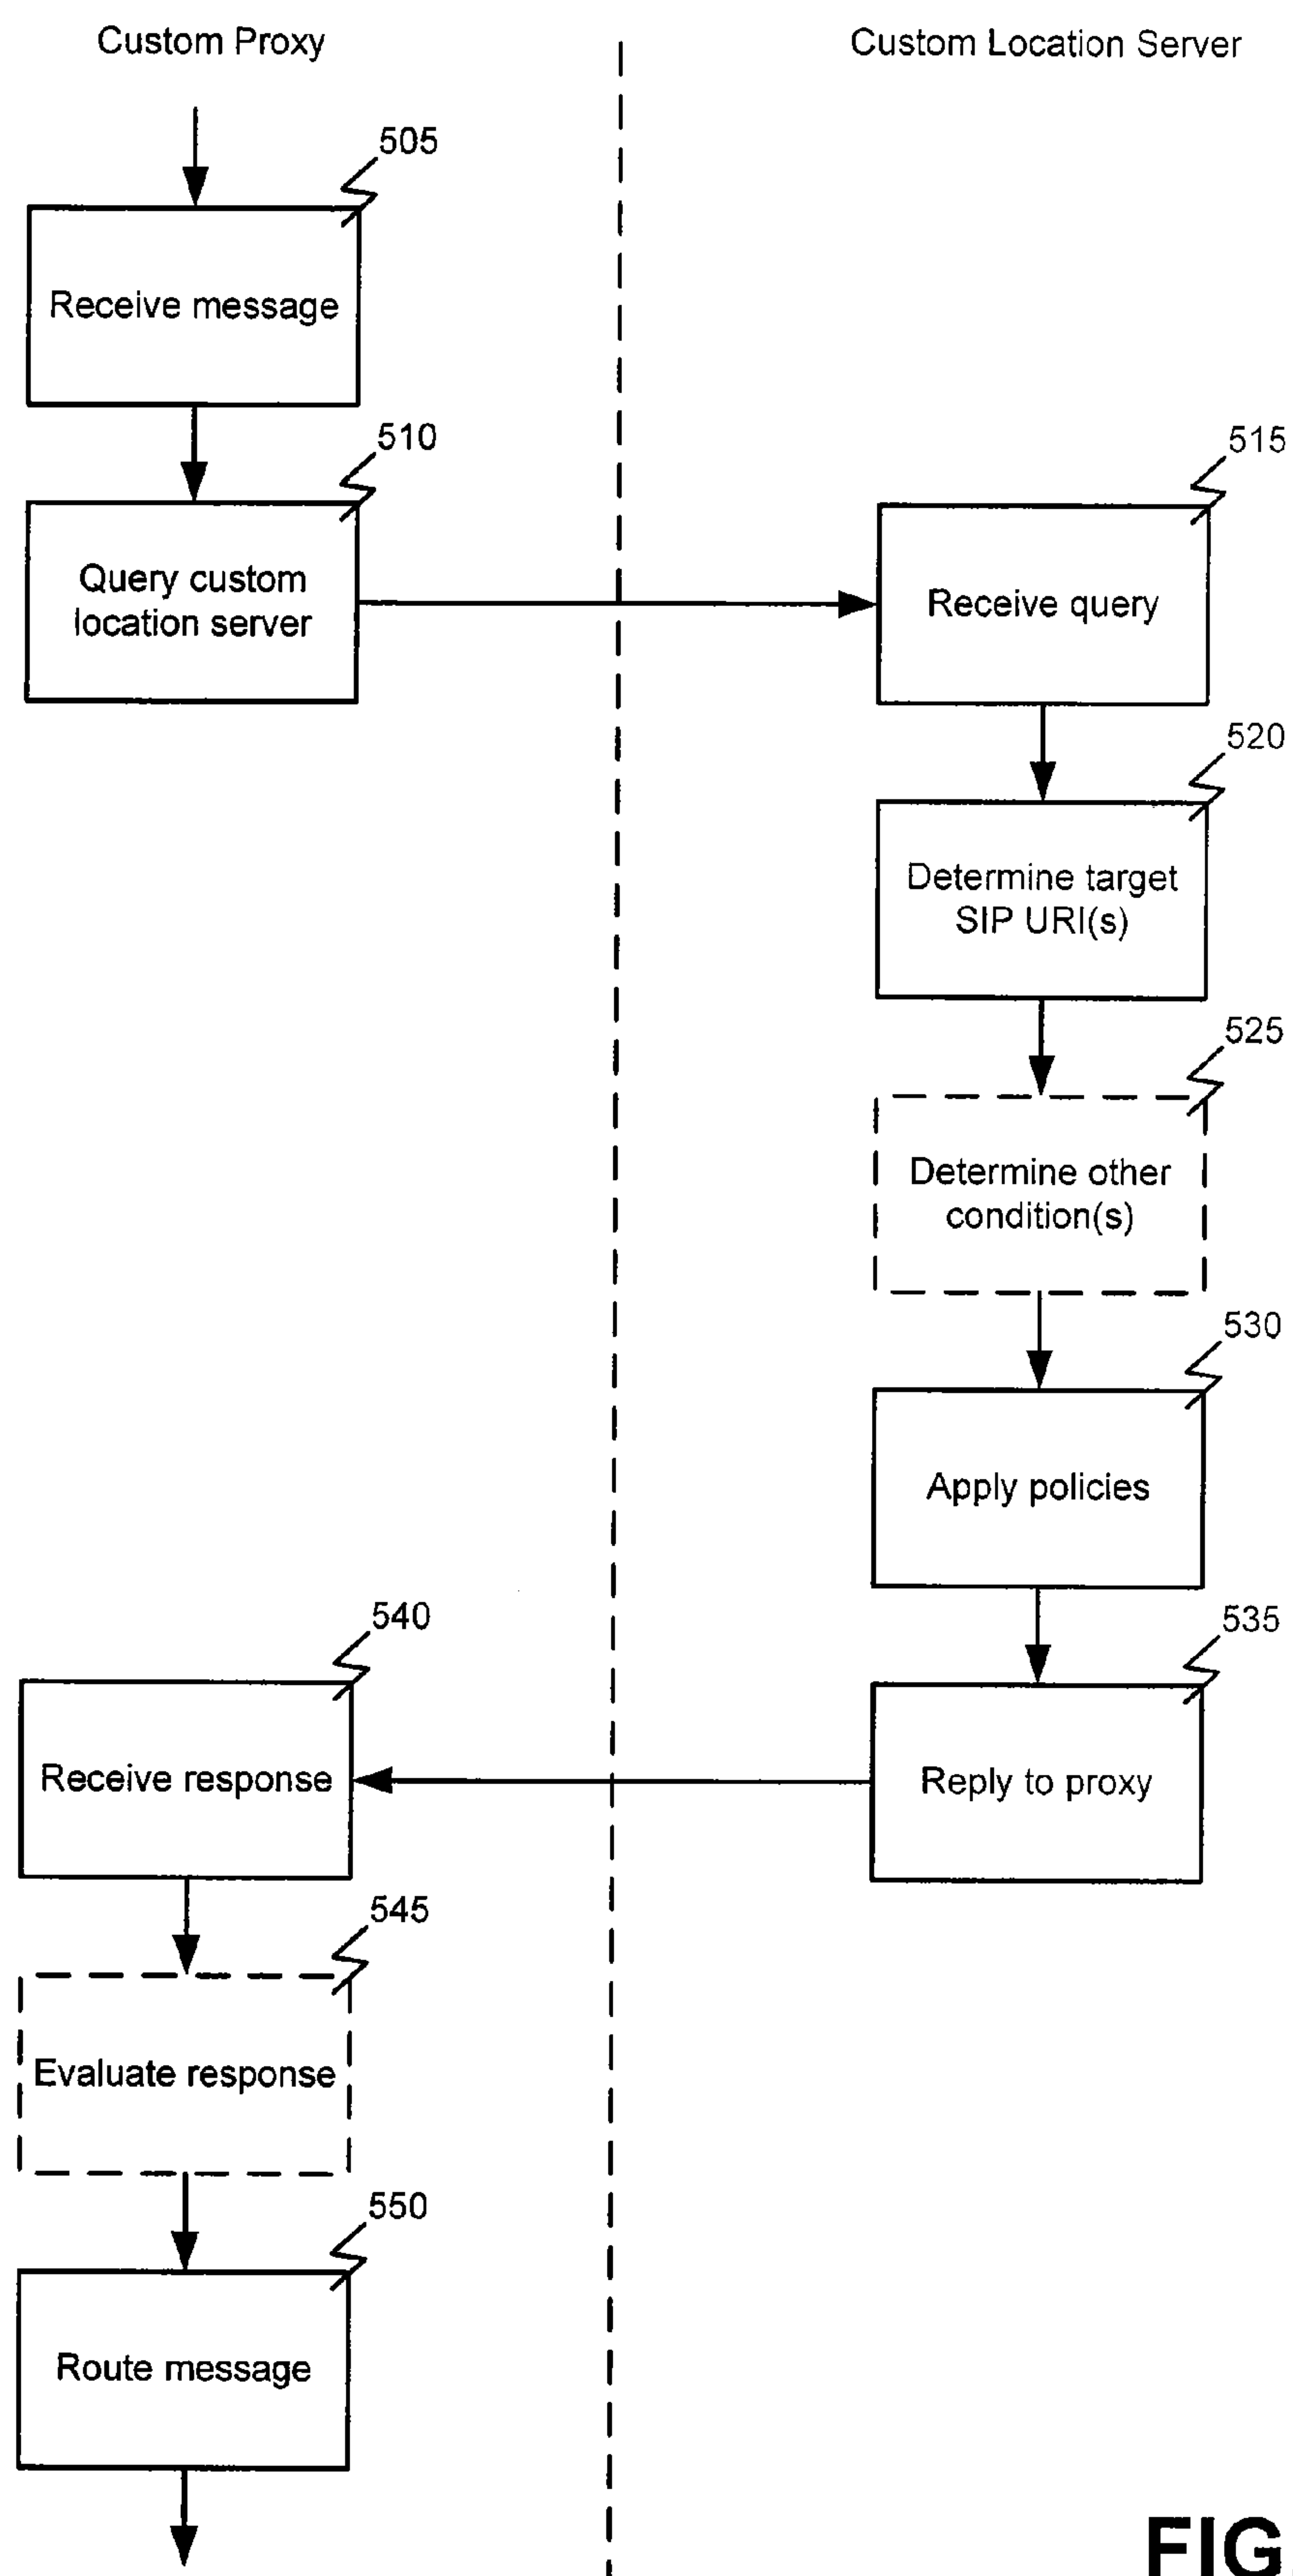 Custom Proxy
Custom Location Server
505
Receive message
510
Query custom
location server
515
Receive query
520
Determine target
SIP URI(s)
525
Determine other
condition(s)
530
Apply policies
535
Reply to proxy
540
Receive response
545
Evaluate response
550
Route message
FIG